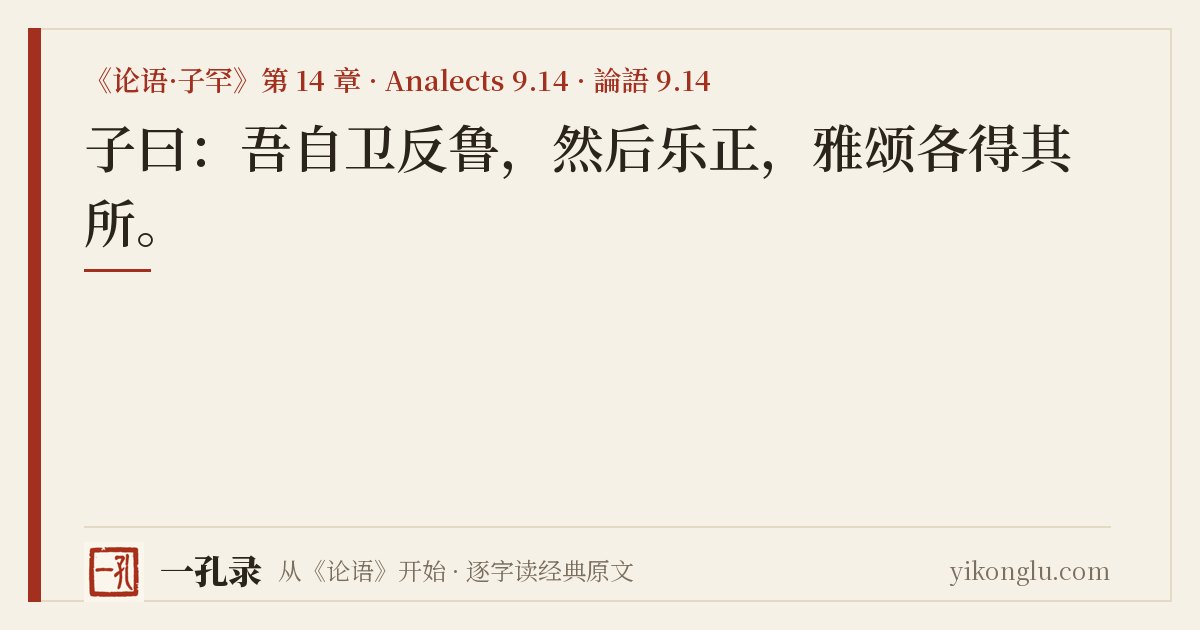 《论语·子罕》第 14 章 · Analects 9.14 · 論語 9.14
子曰：吾自卫反鲁，然后乐正，雅颂各得其
所。
一孔
一孔录 从《论语》开始 · 逐字读经典原文 yikonglu.com